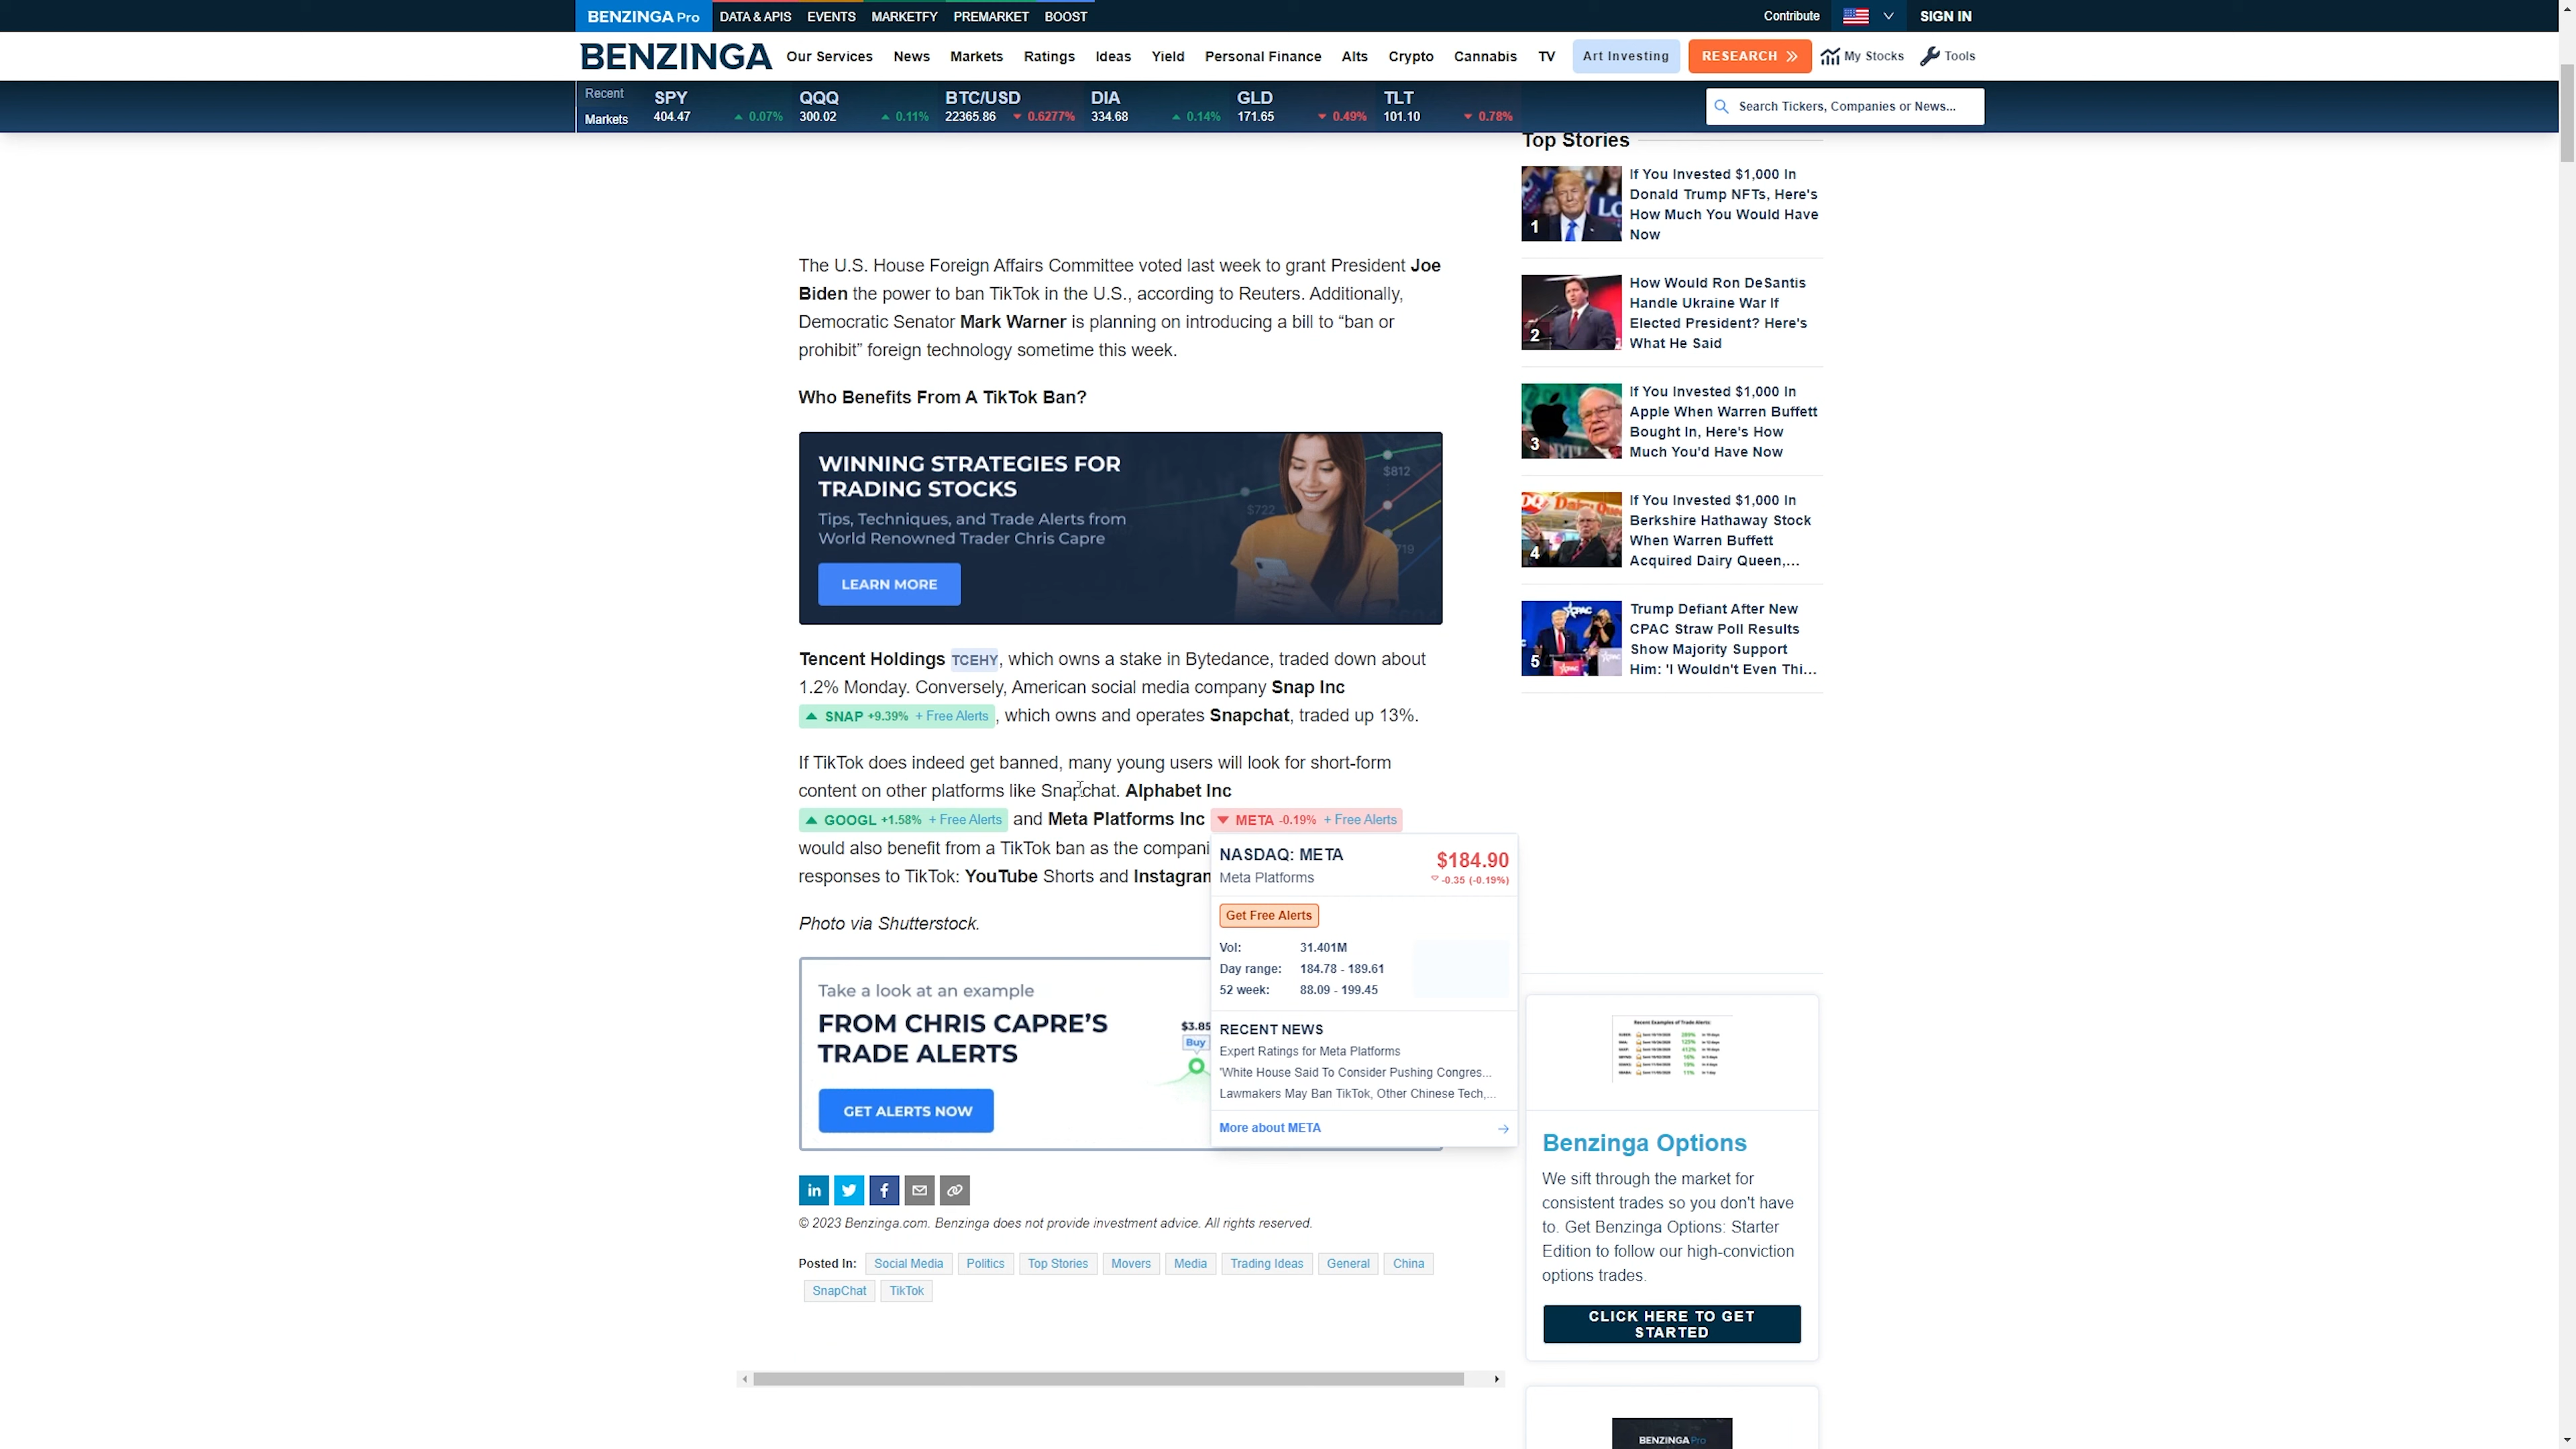 BENZINGA Pro DATA & APIS EVENTS MARKETFY PREMARKET BOOST
Contribute SIGN IN
BENZINGA Our Services News Markets Ratings Ideas Yield Personal Finance Alts Crypto Cannabis TV Art Investing RESEARCH My Stocks Tools
Recent
Markets
SPY
404.47 0.07%
QQQ
300.02 0.11%
BTC/USD
22365.86 0.6277%
DIA
334.68 0.14%
GLD
171.65 0.49%
TLT
101.10 0.78%
Search Tickers, Companies or News...
The U.S. House Foreign Affairs Committee voted last week to grant President Joe
Biden the power to ban TikTok in the U.S., according to Reuters. Additionally,
Democratic Senator Mark Warner is planning on introducing a bill to “ban or
prohibit” foreign technology sometime this week.
Who Benefits From A TikTok Ban?
WINNING STRATEGIES FOR
TRADING STOCKS
Tips, Techniques, and Trade Alerts from
World Renowned Trader Chris Capre
LEARN MORE
$812
$722
719
Tencent Holdings TCEHY, which owns a stake in Bytedance, traded down about
1.2% Monday. Conversely, American social media company Snap Inc
SNAP +9.39% + Free Alerts, which owns and operates Snapchat, traded up 13%.
If TikTok does indeed get banned, many young users will look for short-form
content on other platforms like Snapchat. Alphabet Inc
GOOGL +1.58% + Free Alerts and Meta Platforms Inc META -0.19% + Free Alerts
would also benefit from a TikTok ban as the compani
responses to TikTok: YouTube Shorts and Instagran
NASDAQ: META $184.90
Meta Platforms -0.35 (-0.19%)
Get Free Alerts
Vol: 31.401M
Day range: 184.78 - 189.61
52 week: 88.09 - 199.45
RECENT NEWS
Expert Ratings for Meta Platforms
'White House Said To Consider Pushing Congres...
Lawmakers May Ban TikTok, Other Chinese Tech,...
More about META
Photo via Shutterstock.
Take a look at an example
FROM CHRIS CAPRE’S
TRADE ALERTS
GET ALERTS NOW
$3.85
Buy
© 2023 Benzinga.com. Benzinga does not provide investment advice. All rights reserved.
Posted In: Social Media Politics Top Stories Movers Media Trading Ideas General China
SnapChat TikTok
Top Stories
1
If You Invested $1,000 In
Donald Trump NFTs, Here's
How Much You Would Have
Now
2
How Would Ron DeSantis
Handle Ukraine War If
Elected President? Here's
What He Said
3
If You Invested $1,000 In
Apple When Warren Buffett
Bought In, Here's How
Much You'd Have Now
4
If You Invested $1,000 In
Berkshire Hathaway Stock
When Warren Buffett
Acquired Dairy Queen,...
5
Trump Defiant After New
CPAC Straw Poll Results
Show Majority Support
Him: 'I Wouldn't Even Thi...
Recent Examples of Trade Alerts:
Benzinga Options
We sift through the market for
consistent trades so you don't have
to. Get Benzinga Options: Starter
Edition to follow our high-conviction
options trades.
CLICK HERE TO GET
STARTED
BENZINGA Pro